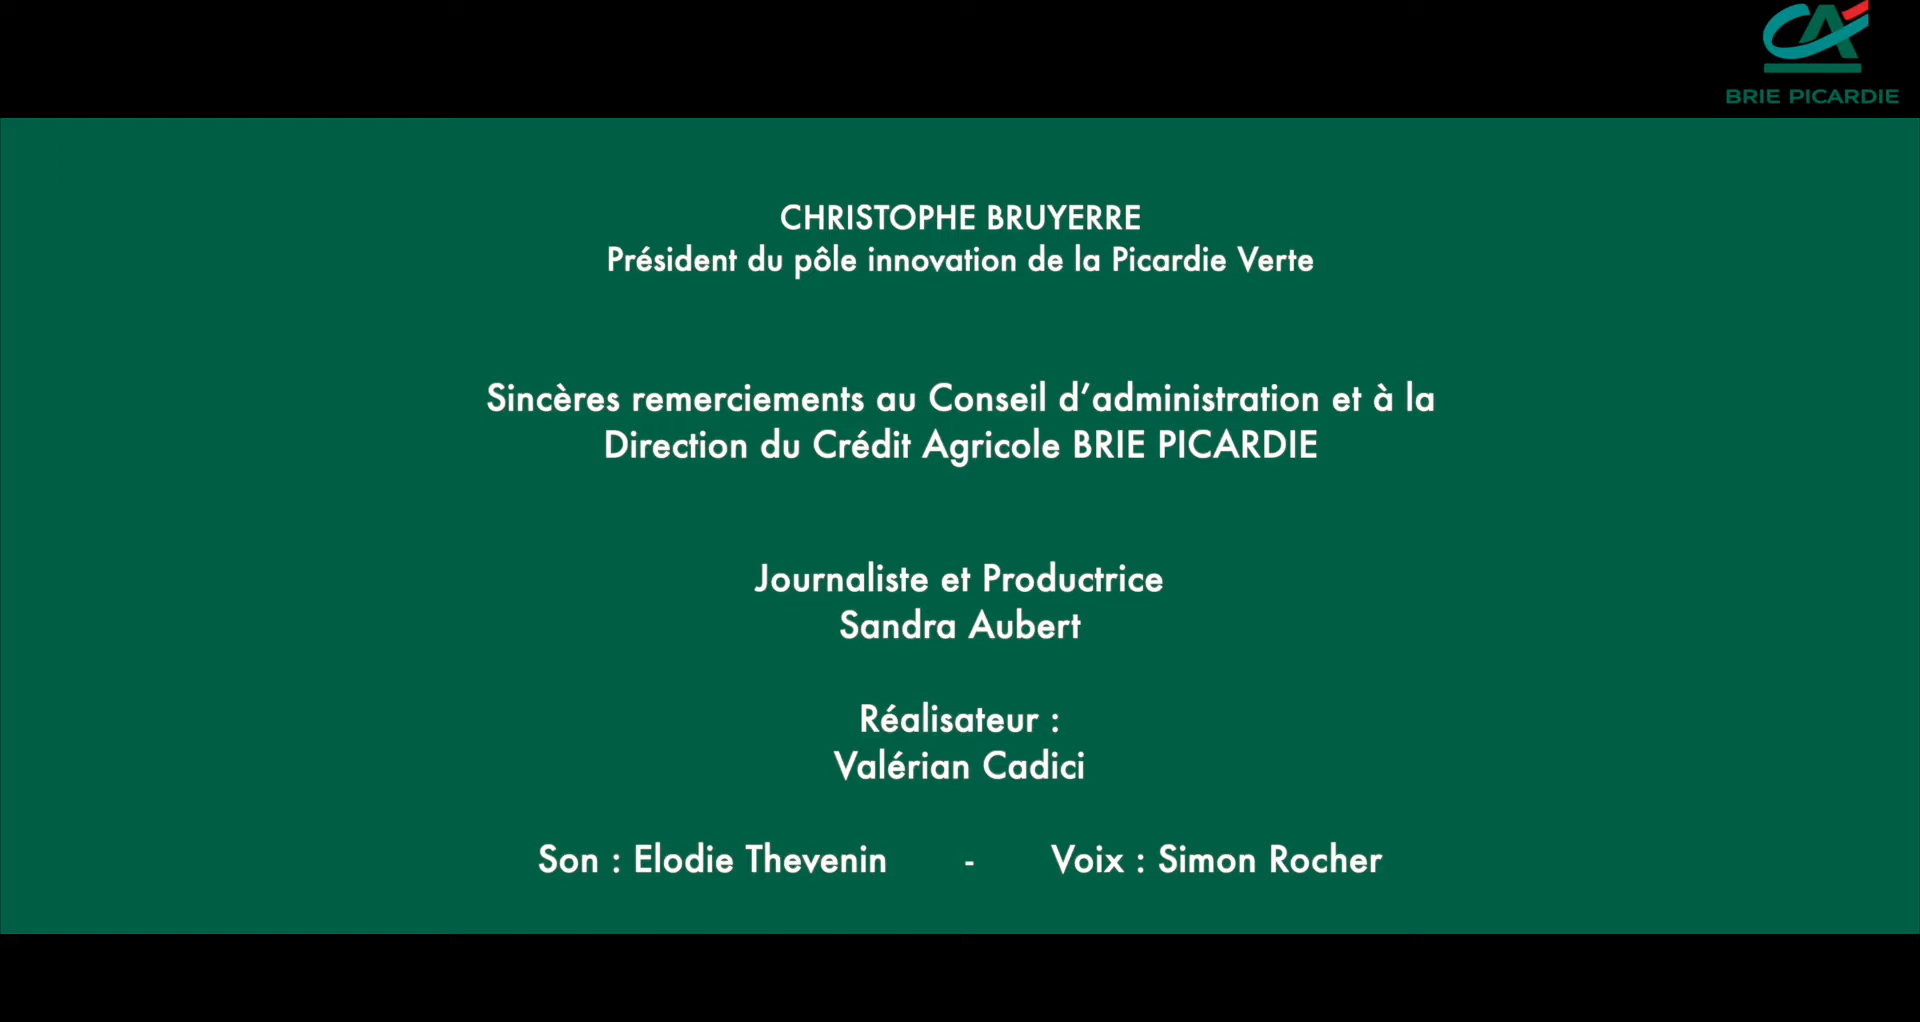 CA
BRIE PICARDIE
CHRISTOPHE BRUYERRE
Président du pôle innovation de la Picardie Verte
Sincères remerciements au Conseil d’administration et à la
Direction du Crédit Agricole BRIE PICARDIE
Journaliste et Productrice
Sandra Aubert
Réalisateur :
Valérian Cadici
Son : Elodie Thevenin - Voix : Simon Rocher